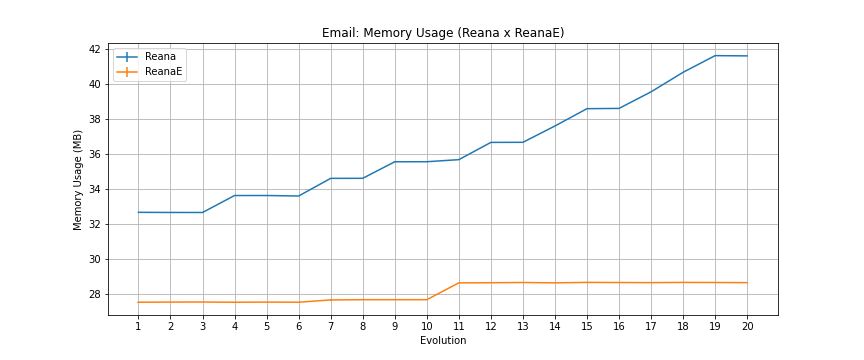 Email: Memory Usage (Reana x ReanaE)
Reana
ReanaE
Memory Usage (MB)
42
40
38
36
34
32
30
28
1 2 3 4 5 6 7 8 9 10 11 12 13 14 15 16 17 18 19 20
Evolution